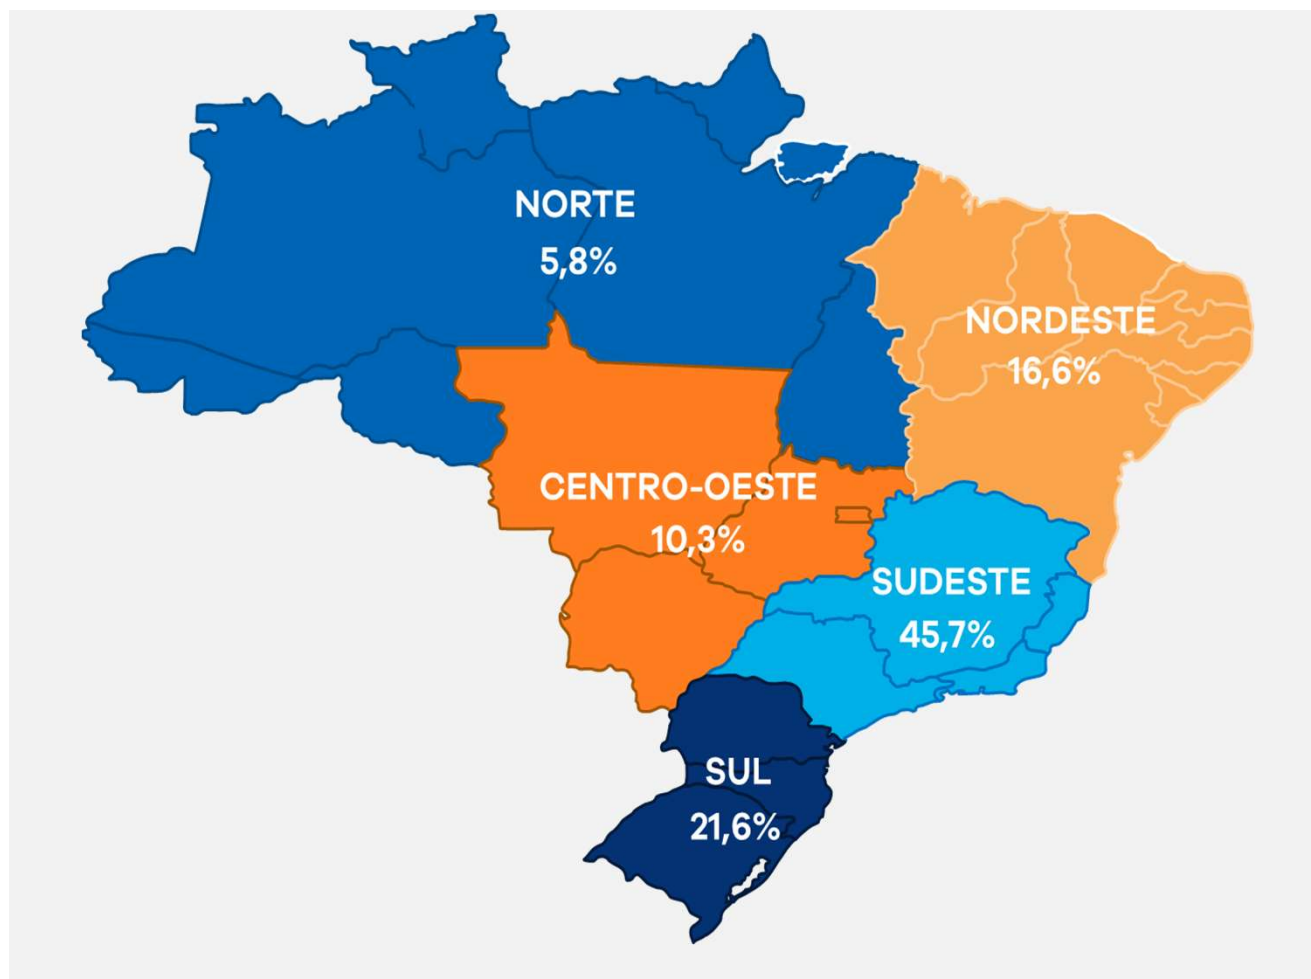 NORTE
5,8%
NORDESTE
16,6%
CENTRO-OESTE
10,3%
SUDESTE
45,7%
SUL
21,6%